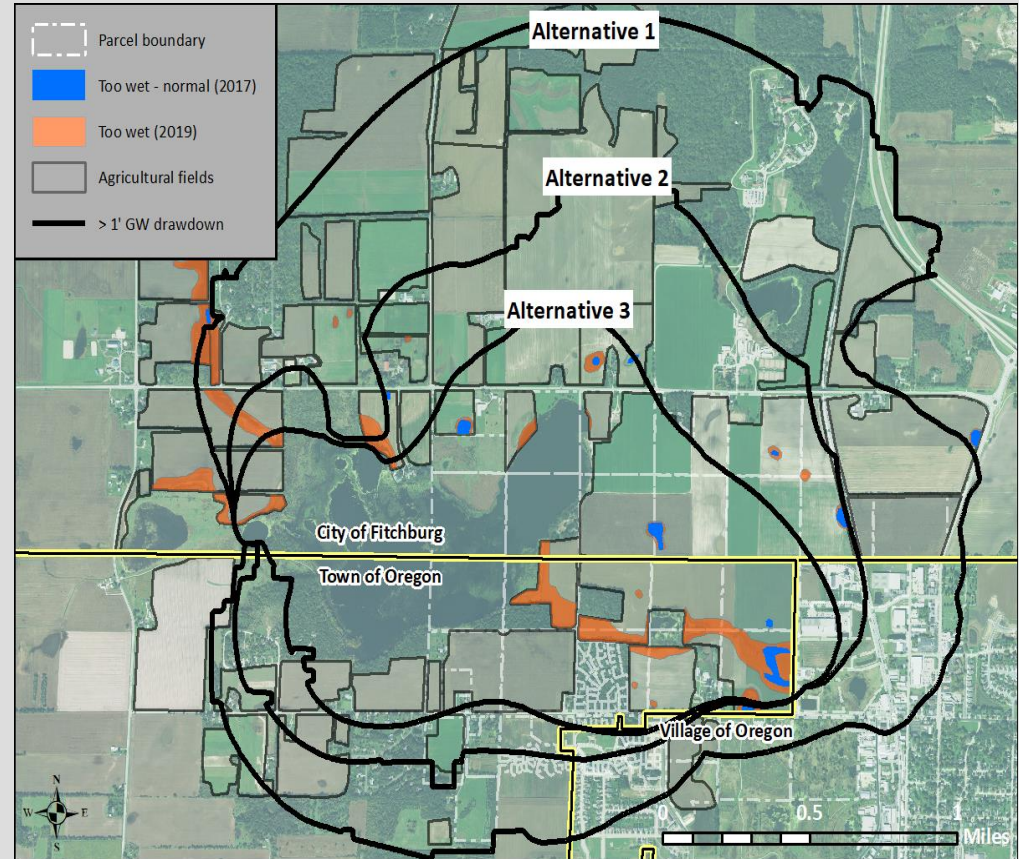 Parcel boundary
Too wet - normal (2017)
Too wet (2019)
Agricultural fields
> 1' GW drawdown
Alternative 1
Alternative 2
Alternative 3
City of Fitchburg
Town of Oregon
Village of Oregon
N
W E
S
0 0.5 1
Miles